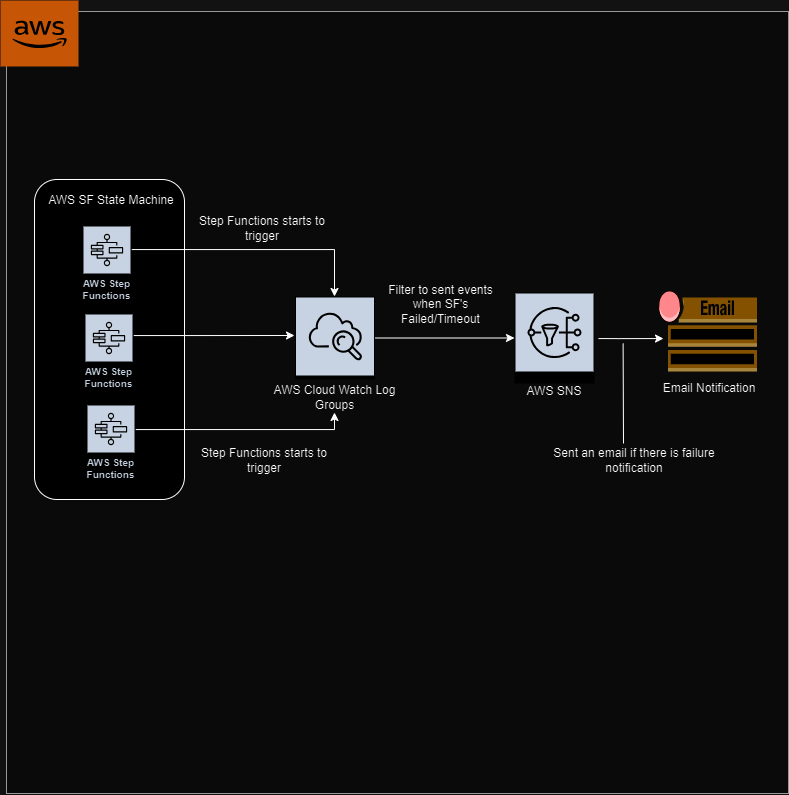 aws
AWS SF State Machine
AWS Step
Functions
AWS Step
Functions
AWS Step
Functions
Step Functions starts to
trigger
Step Functions starts to
trigger
AWS Cloud Watch Log
Groups
Filter to sent events
when SF's
Failed/Timeout
AWS SNS
Email
Email Notification
Sent an email if there is failure
notification